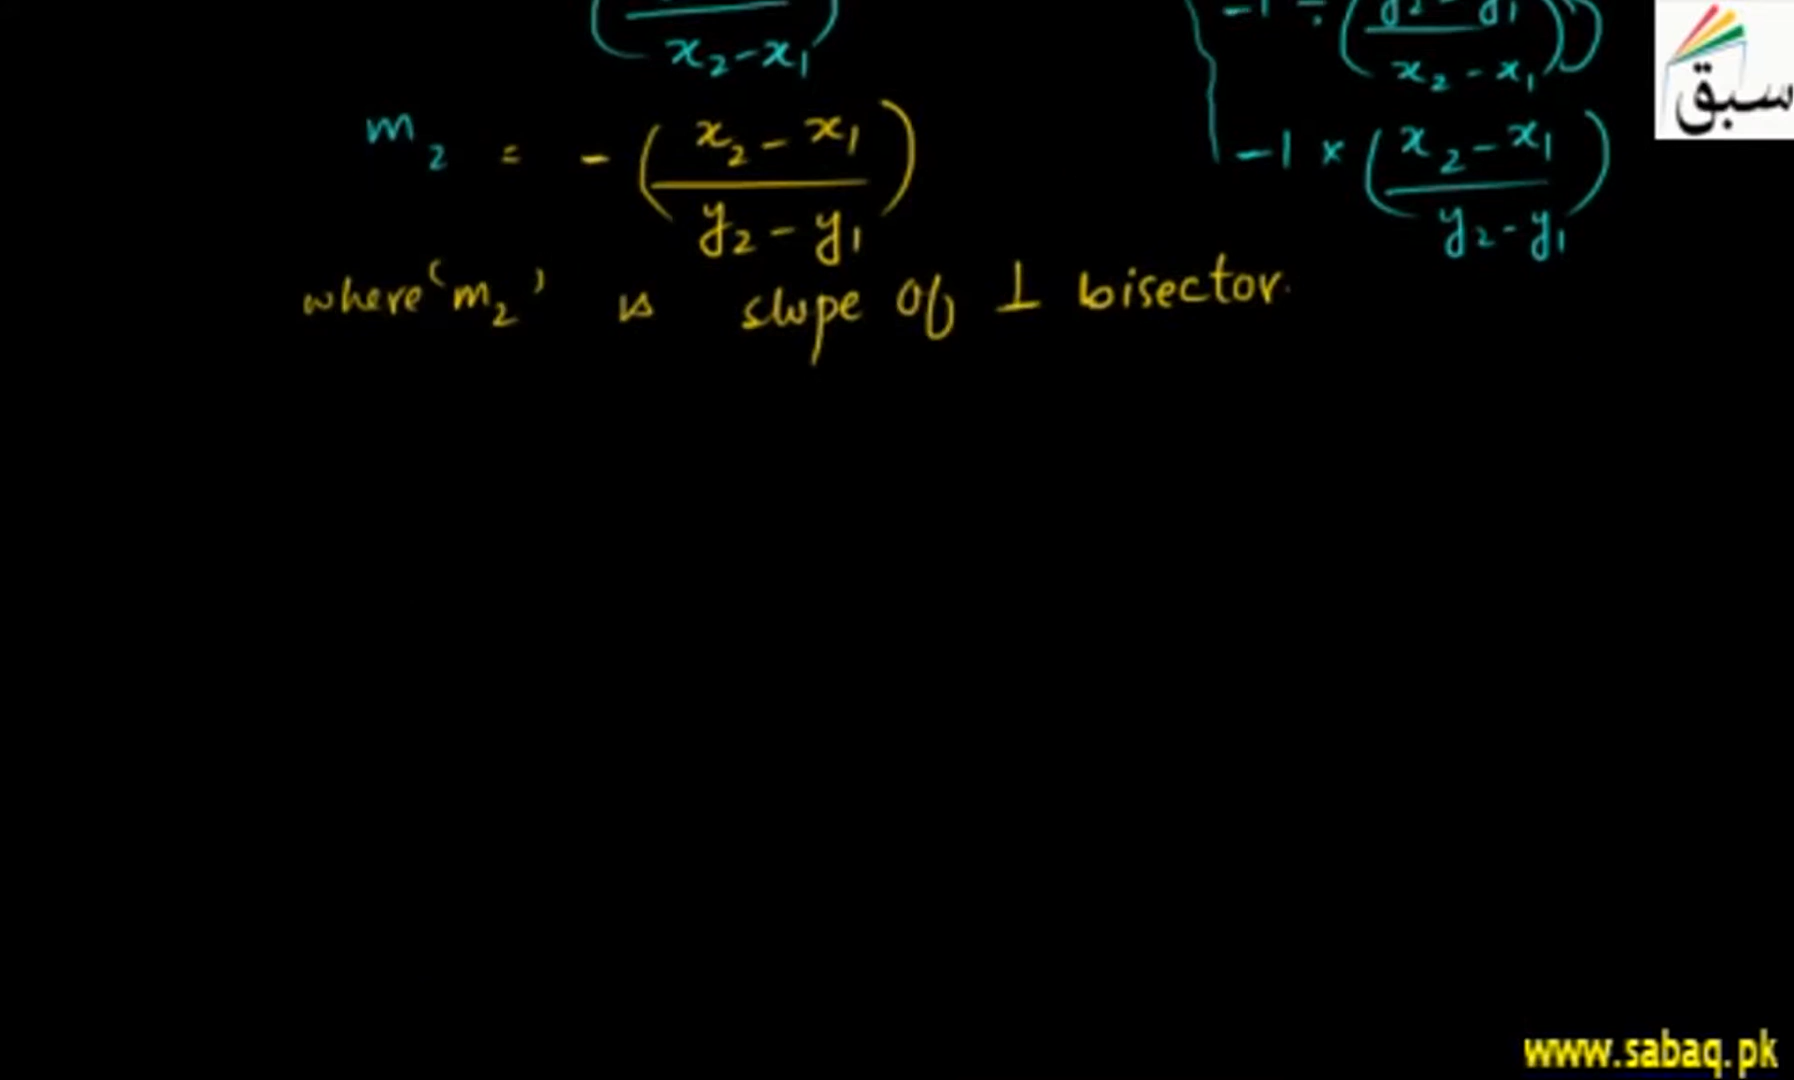 x₂-x₁
-1 ÷ (y₂-y₁
x₂-x₁))
سبق
m₂ = -(x₂-x₁
y₂-y₁)
-1 × (x₂-x₁
y₂-y₁)
where 'm₂' is slope of ⊥ bisector.
www.sabaq.pk